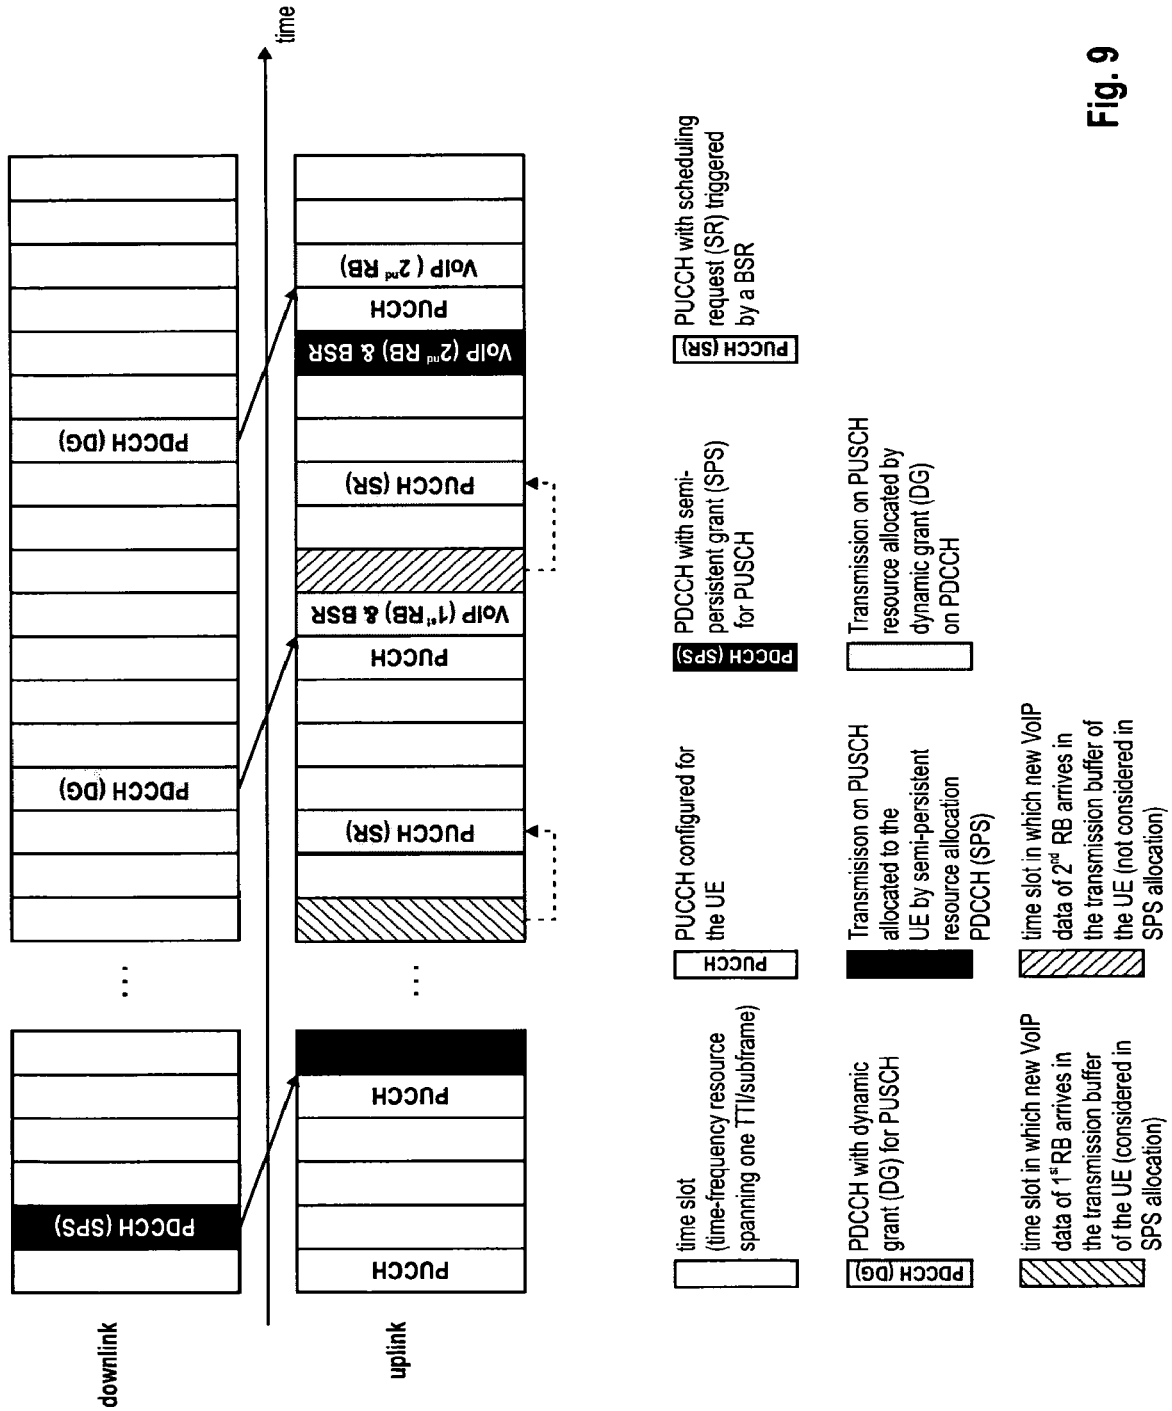 downlink
PDCCH (SPS)
...
PDCCH (DG)
PDCCH (DG)
time
uplink
PUCCH
PUCCH
...
PUCCH (SR)
PUCCH
VoIP (1st RB) & BSR
PUCCH (SR)
VoIP (2nd RB) & BSR
PUCCH
VoIP ( 2nd RB)
time slot
(time-frequency resource
spanning one TTI/subframe)
PUCCH
PUCCH configured for
the UE
PDCCH (SPS)
PDCCH with semi-
persistent grant (SPS)
for PUSCH
PUCCH (SR)
PUCCH with scheduling
request (SR) triggered
by a BSR
PDCCH (DG)
PDCCH with dynamic
grant (DG) for PUSCH
Transmisison on PUSCH
allocated to the
UE by semi-persistent
resource allocation
PDCCH (SPS)
Transmission on PUSCH
resource allocated by
dynamic grant (DG)
on PDCCH
time slot in which new VoIP
data of 1st RB arrives in
the transmission buffer
of the UE (considered in
SPS allocation)
time slot in which new VoIP
data of 2nd RB arrives in
the transmission buffer of
the UE (not considered in
SPS allocation)
Fig. 9